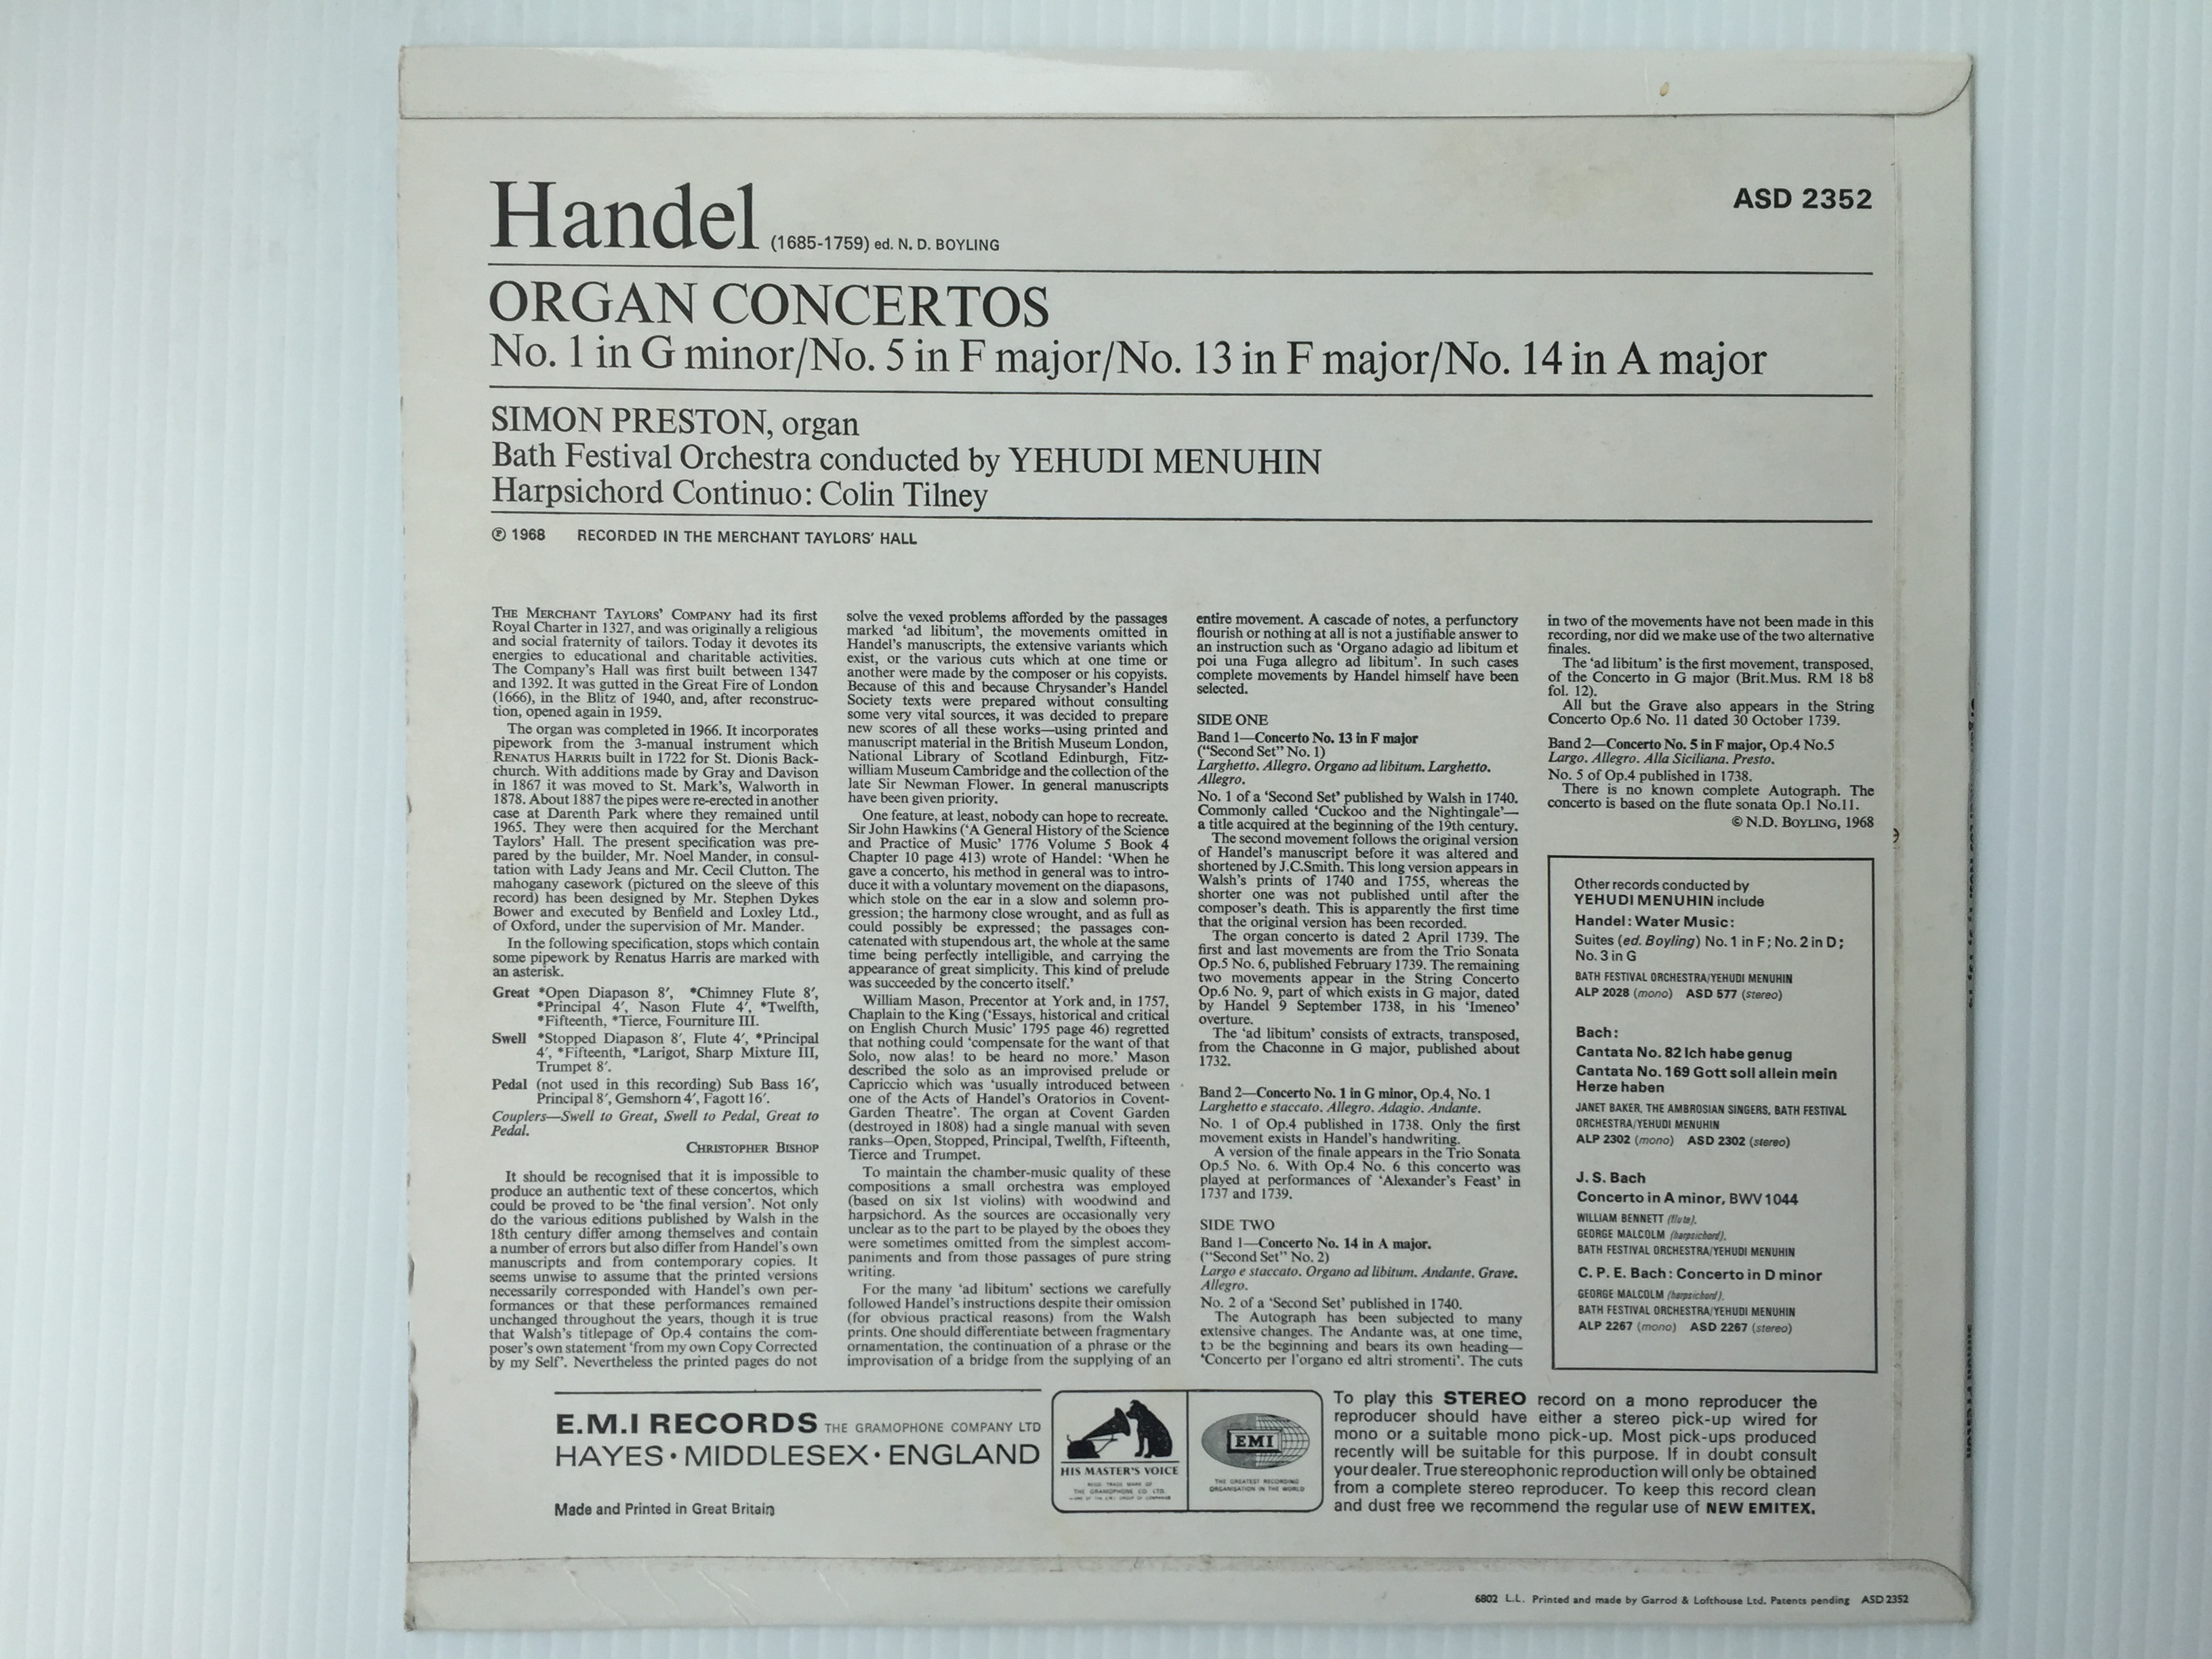 Handel (1685-1759) ed. N. D. BOYLING
ASD 2352
ORGAN CONCERTOS
No. 1 in G minor/No. 5 in F major/No. 13 in F major/No. 14 in A major
SIMON PRESTON, organ
Bath Festival Orchestra conducted by YEHUDI MENUHIN
Harpsichord Continuo: Colin Tilney
℗ 1968 RECORDED IN THE MERCHANT TAYLORS' HALL
THE MERCHANT TAYLORS' COMPANY had its first
Royal Charter in 1327, and was originally a religious
and social fraternity of tailors. Today it devotes its
energies to educational and charitable activities.
The Company's Hall was first built between 1347
and 1392. It was gutted in the Great Fire of London
(1666), in the Blitz of 1940, and, after reconstruc-
tion, opened again in 1959.
The organ was completed in 1966. It incorporates
pipework from the 3-manual instrument which
RENATUS HARRIS built in 1722 for St. Dionis Back-
church. With additions made by Gray and Davison
in 1867 it was moved to St. Mark's, Walworth in
1878. About 1887 the pipes were re-erected in another
case at Darenth Park where they remained until
1965. They were then acquired for the Merchant
Taylors' Hall. The present specification was pre-
pared by the builder, Mr. Noel Mander, in consul-
tation with Lady Jeans and Mr. Cecil Clutton. The
mahogany casework (pictured on the sleeve of this
record) has been designed by Mr. Stephen Dykes
Bower and executed by Benfield and Loxley Ltd.,
of Oxford, under the supervision of Mr. Mander.
In the following specification, stops which contain
some pipework by Renatus Harris are marked with
an asterisk.
Great *Open Diapason 8', *Chimney Flute 8',
*Principal 4', Nason Flute 4', *Twelfth,
*Fifteenth, *Tierce, Fourniture III.
Swell *Stopped Diapason 8', Flute 4', *Principal
4', *Fifteenth, *Larigot, Sharp Mixture III,
Trumpet 8'.
Pedal (not used in this recording) Sub Bass 16',
Principal 8', Gemshorn 4', Fagott 16'.
Couplers—Swell to Great, Swell to Pedal, Great to
Pedal.
CHRISTOPHER BISHOP
It should be recognised that it is impossible to
produce an authentic text of these concertos, which
could be proved to be 'the final version'. Not only
do the various editions published by Walsh in the
18th century differ among themselves and contain
a number of errors but also differ from Handel's own
manuscripts and from contemporary copies. It
seems unwise to assume that the printed versions
necessarily corresponded with Handel's own per-
formances or that these performances remained
unchanged throughout the years, though it is true
that Walsh's titlepage of Op.4 contains the com-
poser's own statement 'from my own Copy Corrected
by my Self'. Nevertheless the printed pages do not
solve the vexed problems afforded by the passages
marked 'ad libitum', the movements omitted in
Handel's manuscripts, the extensive variants which
exist, or the various cuts which at one time or
another were made by the composer or his copyists.
Because of this and because Chrysander's Handel
Society texts were prepared without consulting
some very vital sources, it was decided to prepare
new scores of all these works—using printed and
manuscript material in the British Museum London,
National Library of Scotland Edinburgh, Fitz-
william Museum Cambridge and the collection of the
late Sir Newman Flower. In general manuscripts
have been given priority.
One feature, at least, nobody can hope to recreate.
Sir John Hawkins ('A General History of the Science
and Practice of Music' 1776 Volume 5 Book 4
Chapter 10 page 413) wrote of Handel: 'When he
gave a concerto, his method in general was to intro-
duce it with a voluntary movement on the diapasons,
which stole on the ear in a slow and solemn pro-
gression; the harmony close wrought, and as full as
could possibly be expressed; the passages con-
catenated with stupendous art, the whole at the same
time being perfectly intelligible, and carrying the
appearance of great simplicity. This kind of prelude
was succeeded by the concerto itself.'
William Mason, Precentor at York and, in 1757,
Chaplain to the King ('Essays, historical and critical
on English Church Music' 1795 page 46) regretted
that nothing could 'compensate for the want of that
Solo, now alas! to be heard no more.' Mason
described the solo as an improvised prelude or
Capriccio which was 'usually introduced between
one of the Acts of Handel's Oratorios in Covent-
Garden Theatre'. The organ at Covent Garden
(destroyed in 1808) had a single manual with seven
ranks—Open, Stopped, Principal, Twelfth, Fifteenth,
Tierce and Trumpet.
To maintain the chamber-music quality of these
compositions a small orchestra was employed
(based on six 1st violins) with woodwind and
harpsichord. As the sources are occasionally very
unclear as to the part to be played by the oboes they
were sometimes omitted from the simplest accom-
paniments and from those passages of pure string
writing.
For the many 'ad libitum' sections we carefully
followed Handel's instructions despite their omission
(for obvious practical reasons) from the Walsh
prints. One should differentiate between fragmentary
ornamentation, the continuation of a phrase or the
improvisation of a bridge from the supplying of an
entire movement. A cascade of notes, a perfunctory
flourish or nothing at all is not a justifiable answer to
an instruction such as 'Organo adagio ad libitum et
poi una Fuga allegro ad libitum'. In such cases
complete movements by Handel himself have been
selected.
SIDE ONE
Band 1—Concerto No. 13 in F major
("Second Set" No. 1)
Larghetto. Allegro. Organo ad libitum. Larghetto.
Allegro.
No. 1 of a 'Second Set' published by Walsh in 1740.
Commonly called 'Cuckoo and the Nightingale'—
a title acquired at the beginning of the 19th century.
The second movement follows the original version
of Handel's manuscript before it was altered and
shortened by J.C.Smith. This long version appears in
Walsh's prints of 1740 and 1755, whereas the
shorter one was not published until after the
composer's death. This is apparently the first time
that the original version has been recorded.
The organ concerto is dated 2 April 1739. The
first and last movements are from the Trio Sonata
Op.5 No. 6, published February 1739. The remaining
two movements appear in the String Concerto
Op.6 No. 9, part of which exists in G major, dated
by Handel 9 September 1738, in his 'Imeneo'
overture.
The 'ad libitum' consists of extracts, transposed,
from the Chaconne in G major, published about
1732.
Band 2—Concerto No. 1 in G minor, Op.4, No. 1
Larghetto e staccato. Allegro. Adagio. Andante.
No. 1 of Op.4 published in 1738. Only the first
movement exists in Handel's handwriting.
A version of the finale appears in the Trio Sonata
Op.5 No. 6. With Op.4 No. 6 this concerto was
played at performances of 'Alexander's Feast' in
1737 and 1739.
SIDE TWO
Band 1—Concerto No. 14 in A major.
("Second Set" No. 2)
Largo e staccato. Organo ad libitum. Andante. Grave.
Allegro.
No. 2 of a 'Second Set' published in 1740.
The Autograph has been subjected to many
extensive changes. The Andante was, at one time,
to be the beginning and bears its own heading—
'Concerto per l'organo ed altri stromenti'. The cuts
in two of the movements have not been made in this
recording, nor did we make use of the two alternative
finales.
The 'ad libitum' is the first movement, transposed,
of the Concerto in G major (Brit.Mus. RM 18 b8
fol. 12).
All but the Grave also appears in the String
Concerto Op.6 No. 11 dated 30 October 1739.
Band 2—Concerto No. 5 in F major, Op.4 No.5
Largo. Allegro. Alla Siciliana. Presto.
No. 5 of Op.4 published in 1738.
There is no known complete Autograph. The
concerto is based on the flute sonata Op.1 No.11.
© N.D. BOYLING, 1968
Other records conducted by
YEHUDI MENUHIN include
Handel: Water Music:
Suites (ed. Boyling) No. 1 in F; No. 2 in D;
No. 3 in G
BATH FESTIVAL ORCHESTRA/YEHUDI MENUHIN
ALP 2028 (mono) ASD 577 (stereo)
Bach:
Cantata No. 82 Ich habe genug
Cantata No. 169 Gott soll allein mein
Herze haben
JANET BAKER, THE AMBROSIAN SINGERS, BATH FESTIVAL
ORCHESTRA/YEHUDI MENUHIN
ALP 2302 (mono) ASD 2302 (stereo)
J. S. Bach
Concerto in A minor, BWV 1044
WILLIAM BENNETT (flute),
GEORGE MALCOLM (harpsichord),
BATH FESTIVAL ORCHESTRA/YEHUDI MENUHIN
C. P. E. Bach: Concerto in D minor
GEORGE MALCOLM (harpsichord),
BATH FESTIVAL ORCHESTRA/YEHUDI MENUHIN
ALP 2267 (mono) ASD 2267 (stereo)
E.M.I RECORDS THE GRAMOPHONE COMPANY LTD
HAYES • MIDDLESEX • ENGLAND
Made and Printed in Great Britain
HIS MASTER'S VOICE
THE GRAMOPHONE CO. LTD.
EMI
THE GREATEST RECORDING
ORGANISATION IN THE WORLD
To play this STEREO record on a mono reproducer the
reproducer should have either a stereo pick-up wired for
mono or a suitable mono pick-up. Most pick-ups produced
recently will be suitable for this purpose. If in doubt consult
your dealer. True stereophonic reproduction will only be obtained
from a complete stereo reproducer. To keep this record clean
and dust free we recommend the regular use of NEW EMITEX.
6802 L.L. Printed and made by Garrod & Lofthouse Ltd. Patents pending ASD 2352